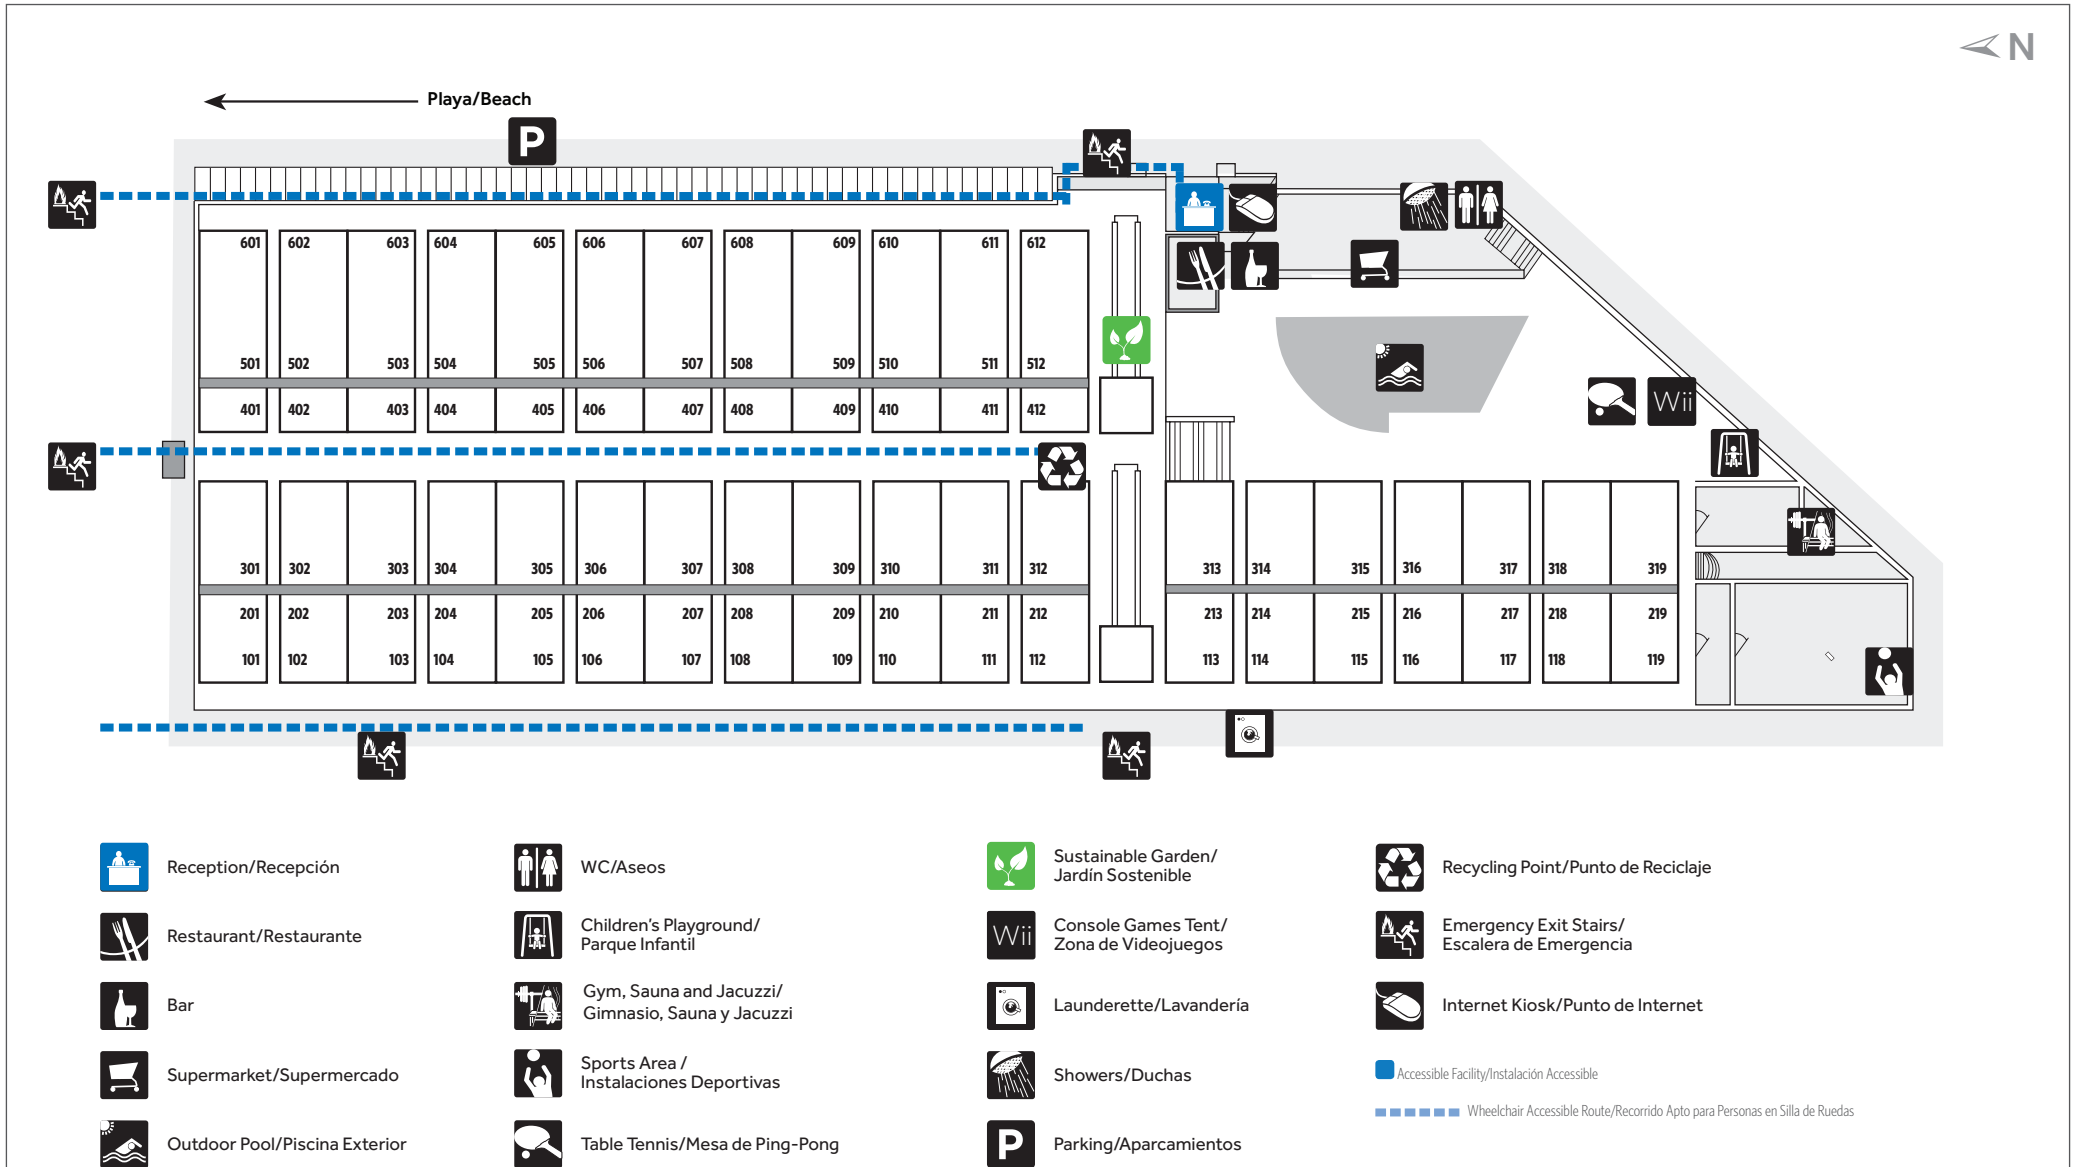 N
Playa/Beach
P
601 602 603 604 605 606 607 608 609 610 611 612
501 502 503 504 505 506 507 508 509 510 511 512
Wii
401 402 403 404 405 406 407 408 409 410 411 412
301 302 303 304 305 306 307 308 309 310 311 312 313 314 315 316 317 318 319
201 202 203 204 205 206 207 208 209 210 211 212 213 214 215 216 217 218 219
101 102 103 104 105 106 107 108 109 110 111 112 113 114 115 116 117 118 119
Reception/Recepción
Restaurant/Restaurante
Bar
Supermarket/Supermercado
Outdoor Pool/Piscina Exterior
WC/Aseos
Children's Playground/
Parque Infantil
Gym, Sauna and Jacuzzi/
Gimnasio, Sauna y Jacuzzi
Sports Area /
Instalaciones Deportivas
Table Tennis/Mesa de Ping-Pong
Sustainable Garden/
Jardín Sostenible
Wii
Console Games Tent/
Zona de Videojuegos
Launderette/Lavandería
Showers/Duchas
P
Parking/Aparcamientos
Recycling Point/Punto de Reciclaje
Emergency Exit Stairs/
Escalera de Emergencia
Internet Kiosk/Punto de Internet
Accessible Facility/Instalación Accessible
Wheelchair Accessible Route/Recorrido Apto para Personas en Silla de Ruedas